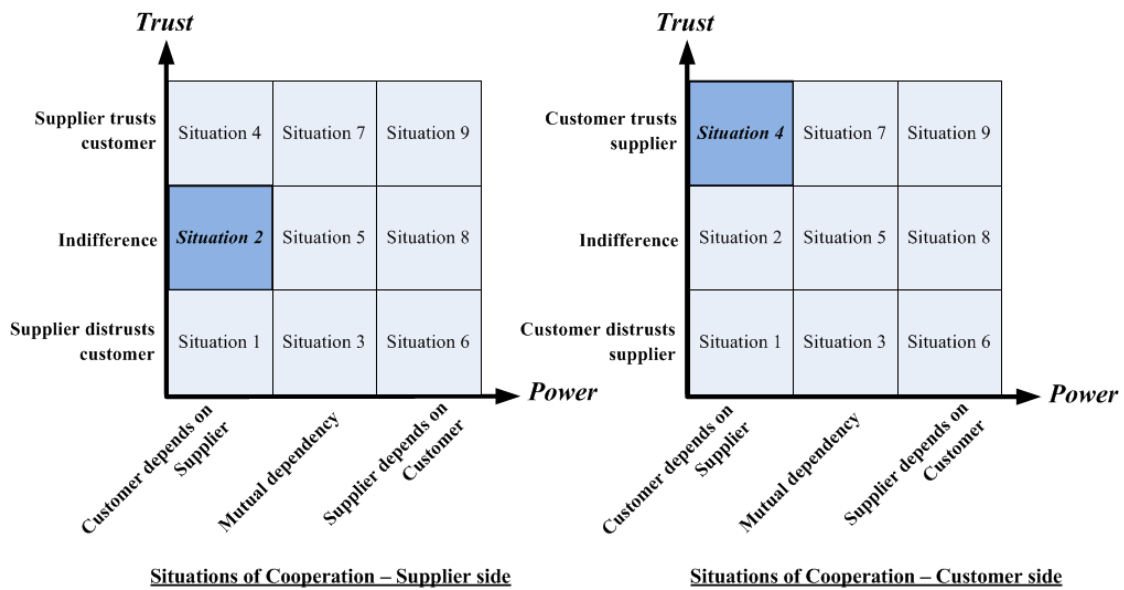 Trust
Supplier trusts
customer
Situation 4
Situation 7
Situation 9
Indifference
Situation 2
Situation 5
Situation 8
Supplier distrusts
customer
Situation 1
Situation 3
Situation 6
Power
Customer depends on
Supplier
Mutual dependency
Supplier depends on
Customer
Situations of Cooperation – Supplier side
Trust
Customer trusts
supplier
Situation 4
Situation 7
Situation 9
Indifference
Situation 2
Situation 5
Situation 8
Customer distrusts
supplier
Situation 1
Situation 3
Situation 6
Power
Customer depends on
Supplier
Mutual dependency
Supplier depends on
Customer
Situations of Cooperation – Customer side